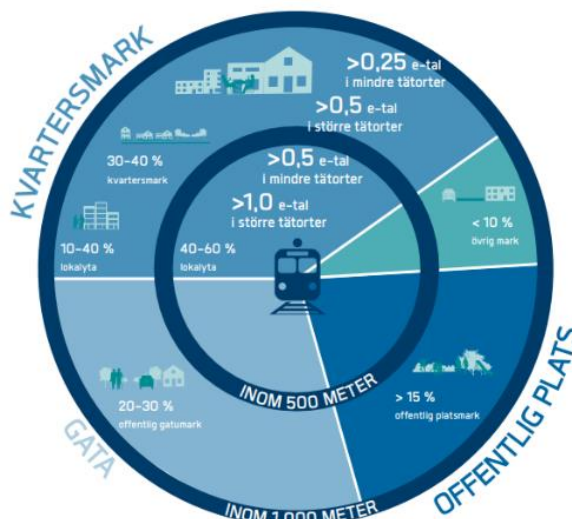 KVARTERSMARK
>0,25 e-tal
i mindre tätorter
>0,5 e-tal
i större tätorter
30–40 %
kvartersmark
>0,5 e-tal
i mindre tätorter
>1,0 e-tal
i större tätorter
10–40 %
lokalyta
40–60 %
lokalyta
< 10 %
övrig mark
20–30 %
offentlig gatumark
> 15 %
offentlig platsmark
GATA
OFFENTLIG PLATS
INOM 500 METER
INOM 1 000 METER